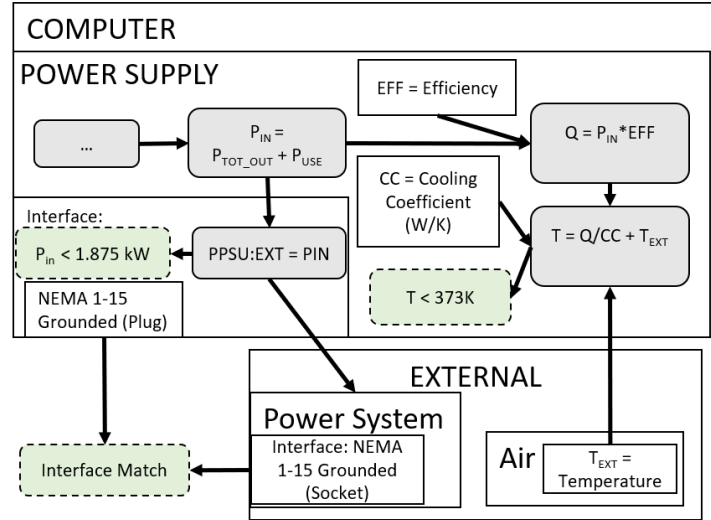 COMPUTER
POWER SUPPLY
EFF = Efficiency
...
P_IN =
P_TOT_OUT + P_USE
Q = P_IN*EFF
CC = Cooling
Coefficient
(W/K)
Interface:
P_in < 1.875 kW
PPSU:EXT = PIN
T = Q/CC + T_EXT
NEMA 1-15
Grounded (Plug)
T < 373K
EXTERNAL
Power System
Interface: NEMA
1-15 Grounded
(Socket)
Interface Match
Air
T_EXT =
Temperature